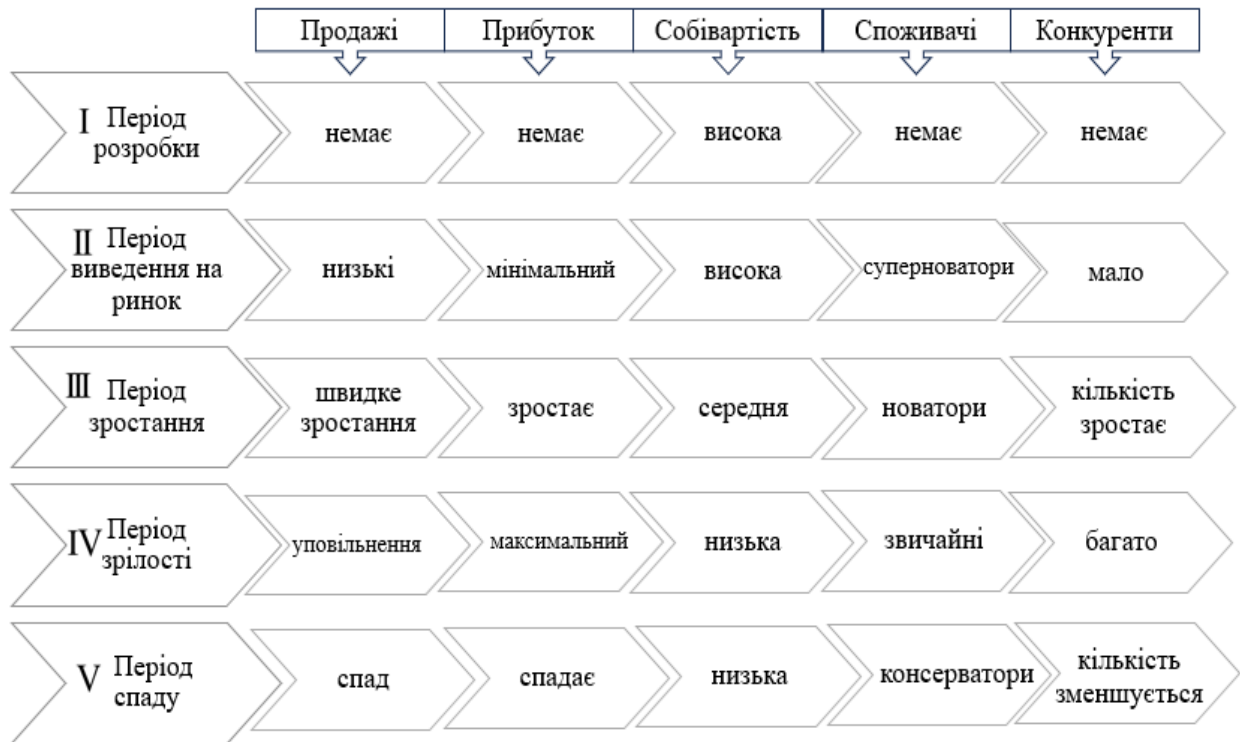 Продажі Прибуток Собівартість Споживачі Конкуренти
I Період
розробки
немає немає висока немає немає
II Період
виведення на
ринок
низькі мінімальний висока суперноватори мало
III Період
зростання
швидке
зростання
зростає середня новатори
кількість
зростає
IV Період
зрілості
уповільнення максимальний низька звичайні багато
V Період
спаду
спад спадає низька консерватори
кількість
зменшується